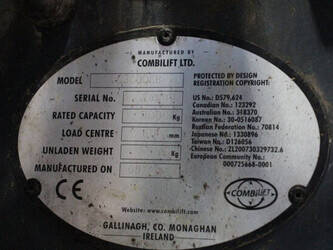 MANUFACTURED BY
COMBILIFT LTD.
MODEL
SERIAL No.
RATED CAPACITY Kg
LOAD CENTRE mm
UNLADEN WEIGHT Kg
MANUFACTURED ON
PROTECTED BY DESIGN
REGISTRATION COPYRIGHT:
US No.: D579,624
Canadian No.: 123292
Australian No.: 318370
Korean No.: 30-0516087
Russian Federation No.: 70814
Japanese No.: 1330896
Taiwan No.: D126056
Chinese No.: ZL200730329732.6
European Community No.:
000725668-0001
CE
COMBILIFT
Website: www.combilift.com
GALLINAGH, CO. MONAGHAN
IRELAND